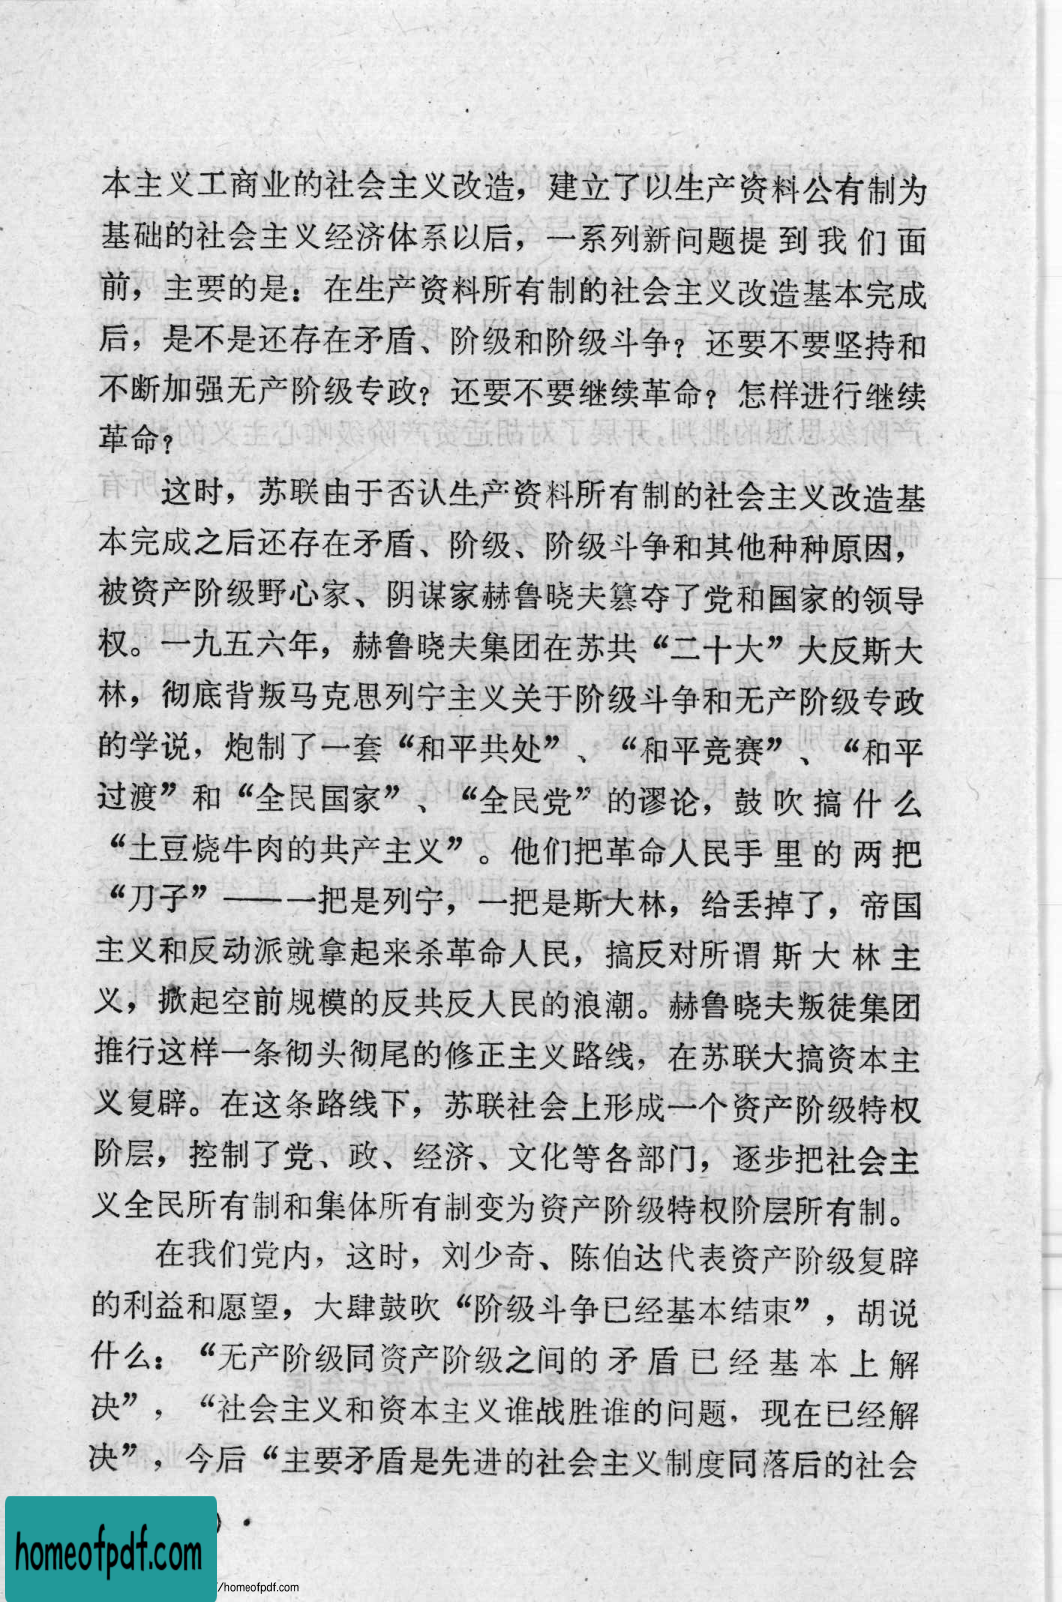 本主义工商业的社会主义改造，建立了以生产资料公有制为
基础的社会主义经济体系以后，一系列新问题提到我们面
前，主要的是：在生产资料所有制的社会主义改造基本完成
后，是不是还存在矛盾、阶级和阶级斗争？还要不要坚持和
不断加强无产阶级专政？还要不要继续革命？怎样进行继续
革命？
这时，苏联由于否认生产资料所有制的社会主义改造基
本完成之后还存在矛盾、阶级、阶级斗争和其他种种原因，
被资产阶级野心家、阴谋家赫鲁晓夫篡夺了党和国家的领导
权。一九五六年，赫鲁晓夫集团在苏共“二十大”大反斯大
林，彻底背叛马克思列宁主义关于阶级斗争和无产阶级专政
的学说，炮制了一套“和平共处”、“和平竞赛”、“和平
过渡”和“全民国家”、“全民党”的谬论，鼓吹搞什么
“土豆烧牛肉的共产主义”。他们把革命人民手里的两把
“刀子”——一把是列宁，一把是斯大林，给丢掉了，帝国
主义和反动派就拿起来杀革命人民，搞反对所谓斯大林主
义，掀起空前规模的反共反人民的浪潮。赫鲁晓夫叛徒集团
推行这样一条彻头彻尾的修正主义路线，在苏联大搞资本主
义复辟。在这条路线下，苏联社会上形成一个资产阶级特权
阶层，控制了党、政、经济、文化等各部门，逐步把社会主
义全民所有制和集体所有制变为资产阶级特权阶层所有制。
在我们党内，这时，刘少奇、陈伯达代表资产阶级复辟
的利益和愿望，大肆鼓吹“阶级斗争已经基本结束”，胡说
什么：“无产阶级同资产阶级之间的矛盾已经基本上解
决”，“社会主义和资本主义谁战胜谁的问题，现在已经解
决”，今后“主要矛盾是先进的社会主义制度同落后的社会
homeofpdf.com
/homeofpdf.com